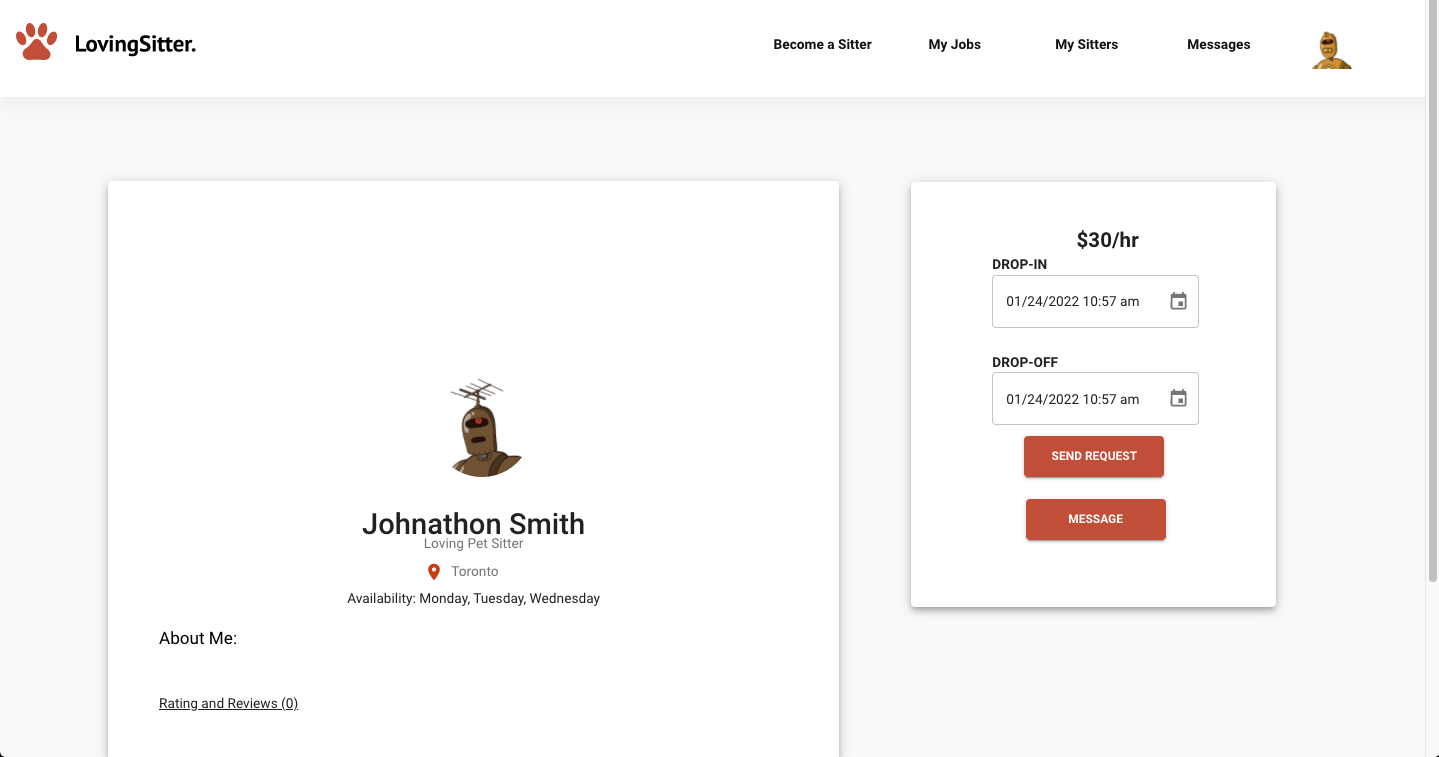 LovingSitter.
Become a Sitter My Jobs My Sitters Messages
Johnathon Smith
Loving Pet Sitter
Toronto
Availability: Monday, Tuesday, Wednesday
About Me:
Rating and Reviews (0)
$30/hr
DROP-IN
01/24/2022 10:57 am
DROP-OFF
01/24/2022 10:57 am
SEND REQUEST
MESSAGE